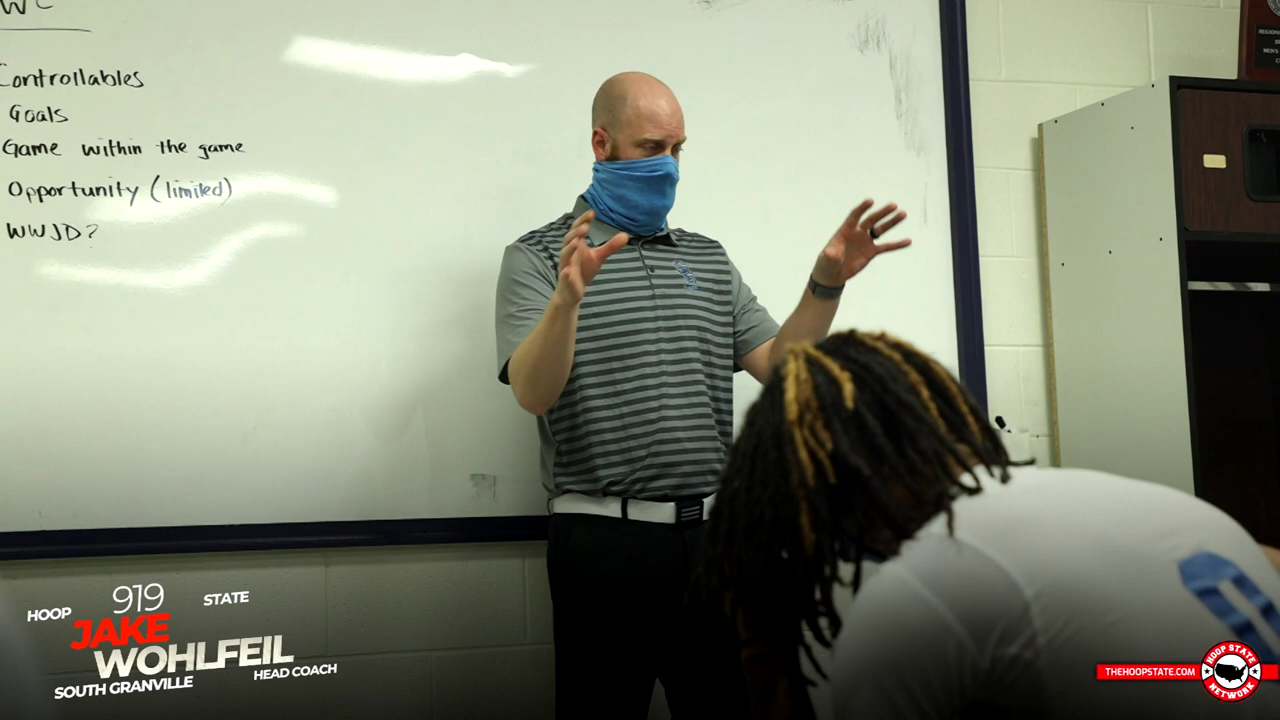 WC
Controllables
Goals
Game within the game
Opportunity (limited)
WWJD?
HOOP 919 STATE
JAKE
WOHLFEIL
SOUTH GRANVILLE HEAD COACH
THEHOOPSTATE.COM
HOOP STATE
NETWORK